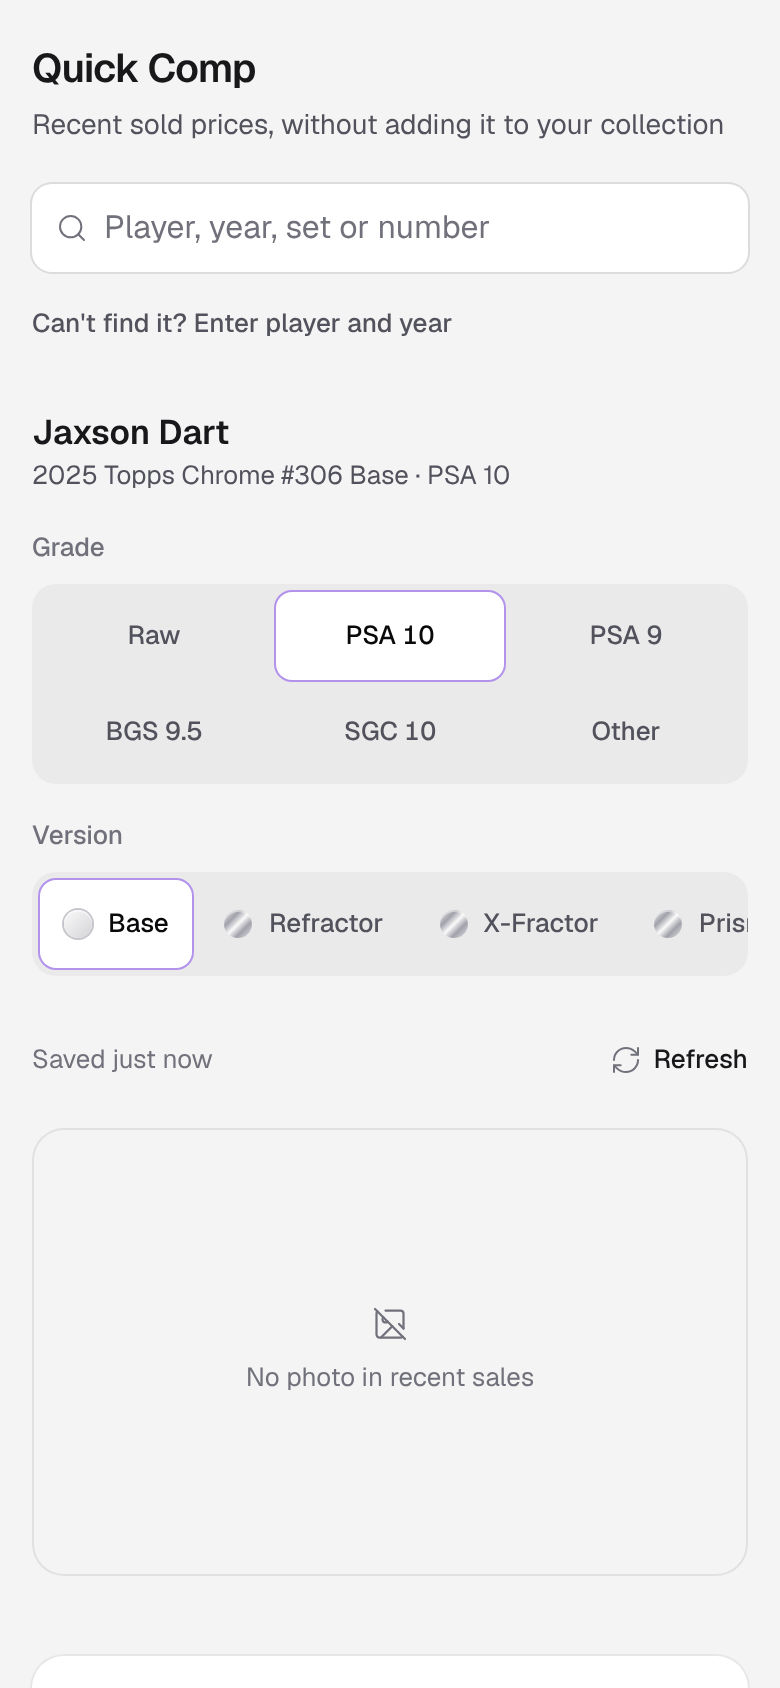 Quick Comp
Recent sold prices, without adding it to your collection
Player, year, set or number
Can't find it? Enter player and year
Jaxson Dart
2025 Topps Chrome #306 Base · PSA 10
Grade
Raw PSA 10 PSA 9
BGS 9.5 SGC 10 Other
Version
Base Refractor X-Fractor
Saved just now Refresh
No photo in recent sales